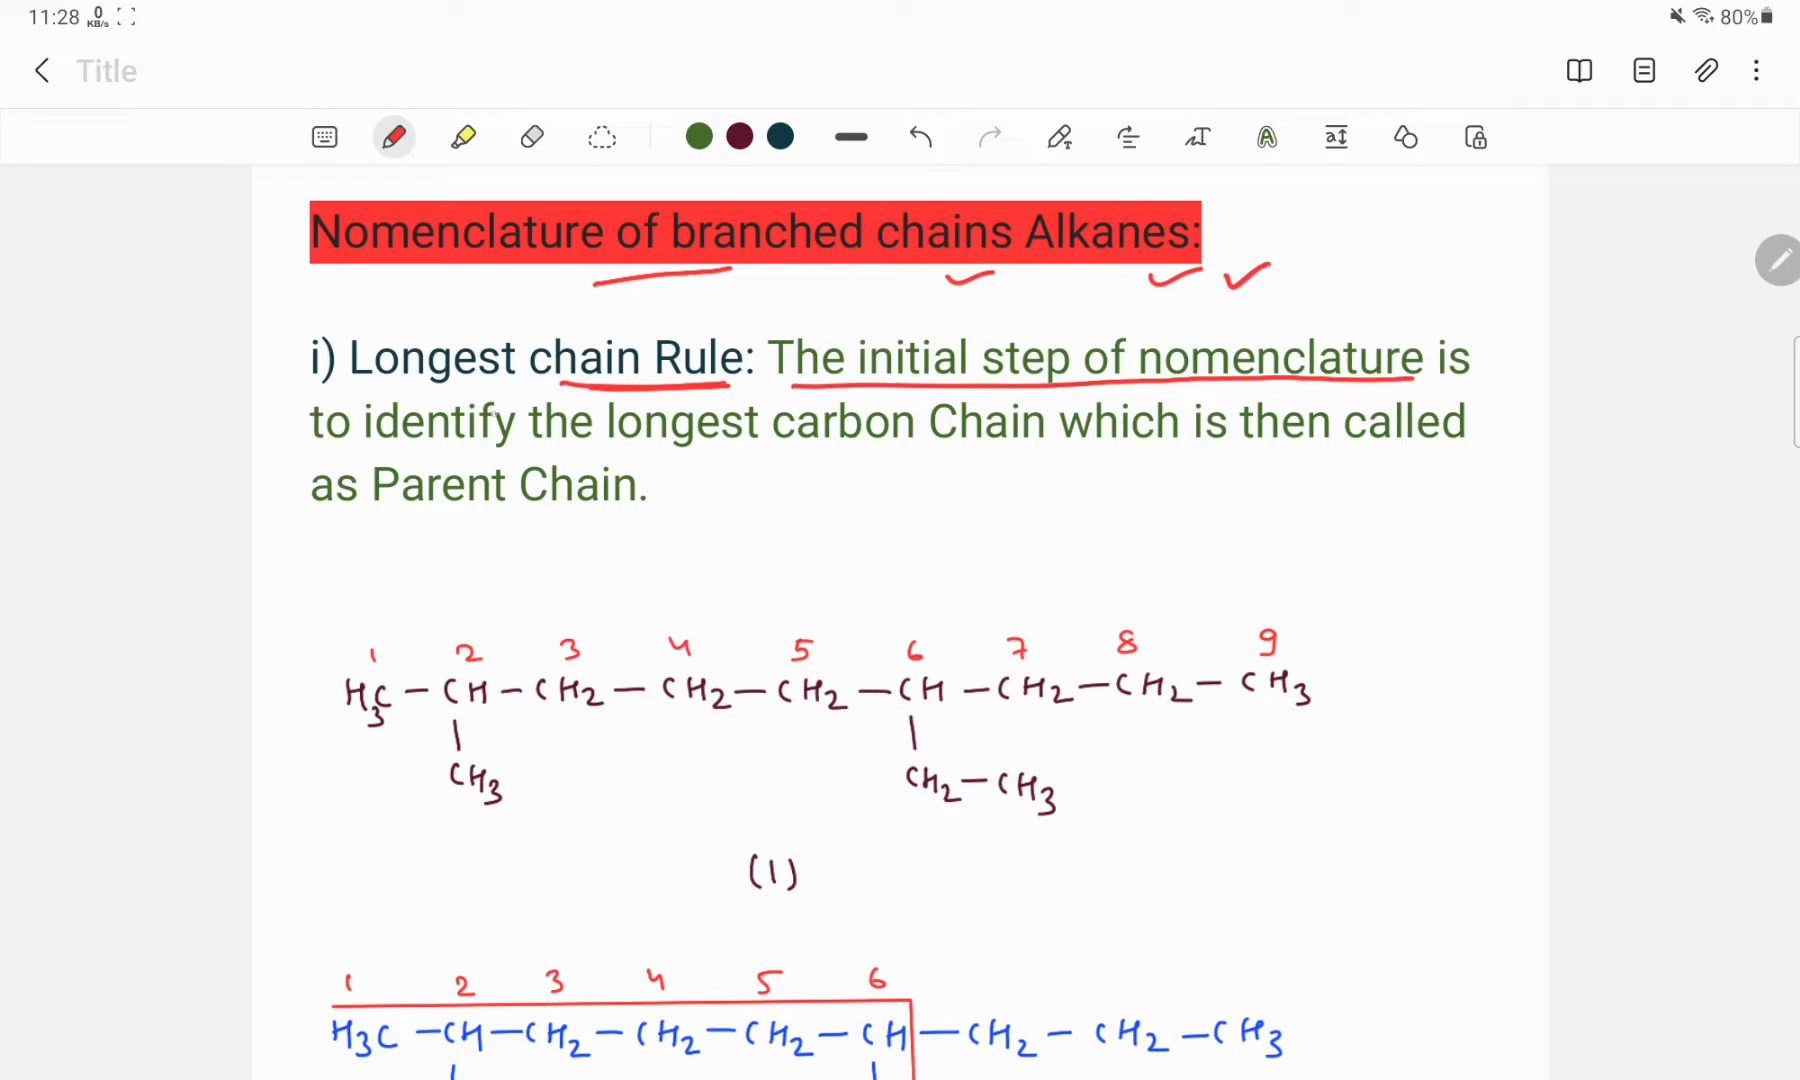 11:28 0 KB/s 80%
Title
Nomenclature of branched chains Alkanes:
i) Longest chain Rule: The initial step of nomenclature is
to identify the longest carbon Chain which is then called
as Parent Chain.
1 2 3 4 5 6 7 8 9
H3C — CH — CH2 — CH2 — CH2 — CH — CH2 — CH2 — CH3
CH3 CH2 — CH3
(1)
1 2 3 4 5 6
H3C — CH — CH2 — CH2 — CH2 — CH — CH2 — CH2 — CH3